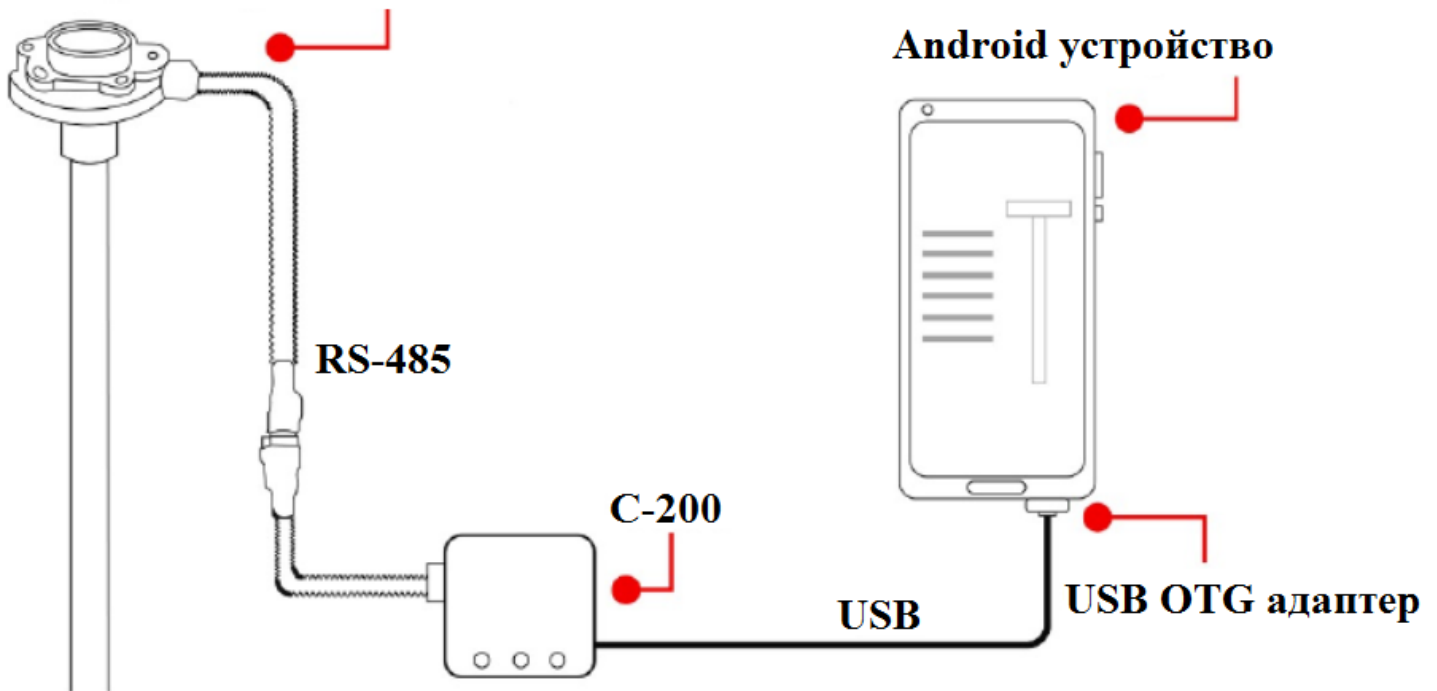 Android устройство
RS-485
C-200
USB
USB OTG адаптер